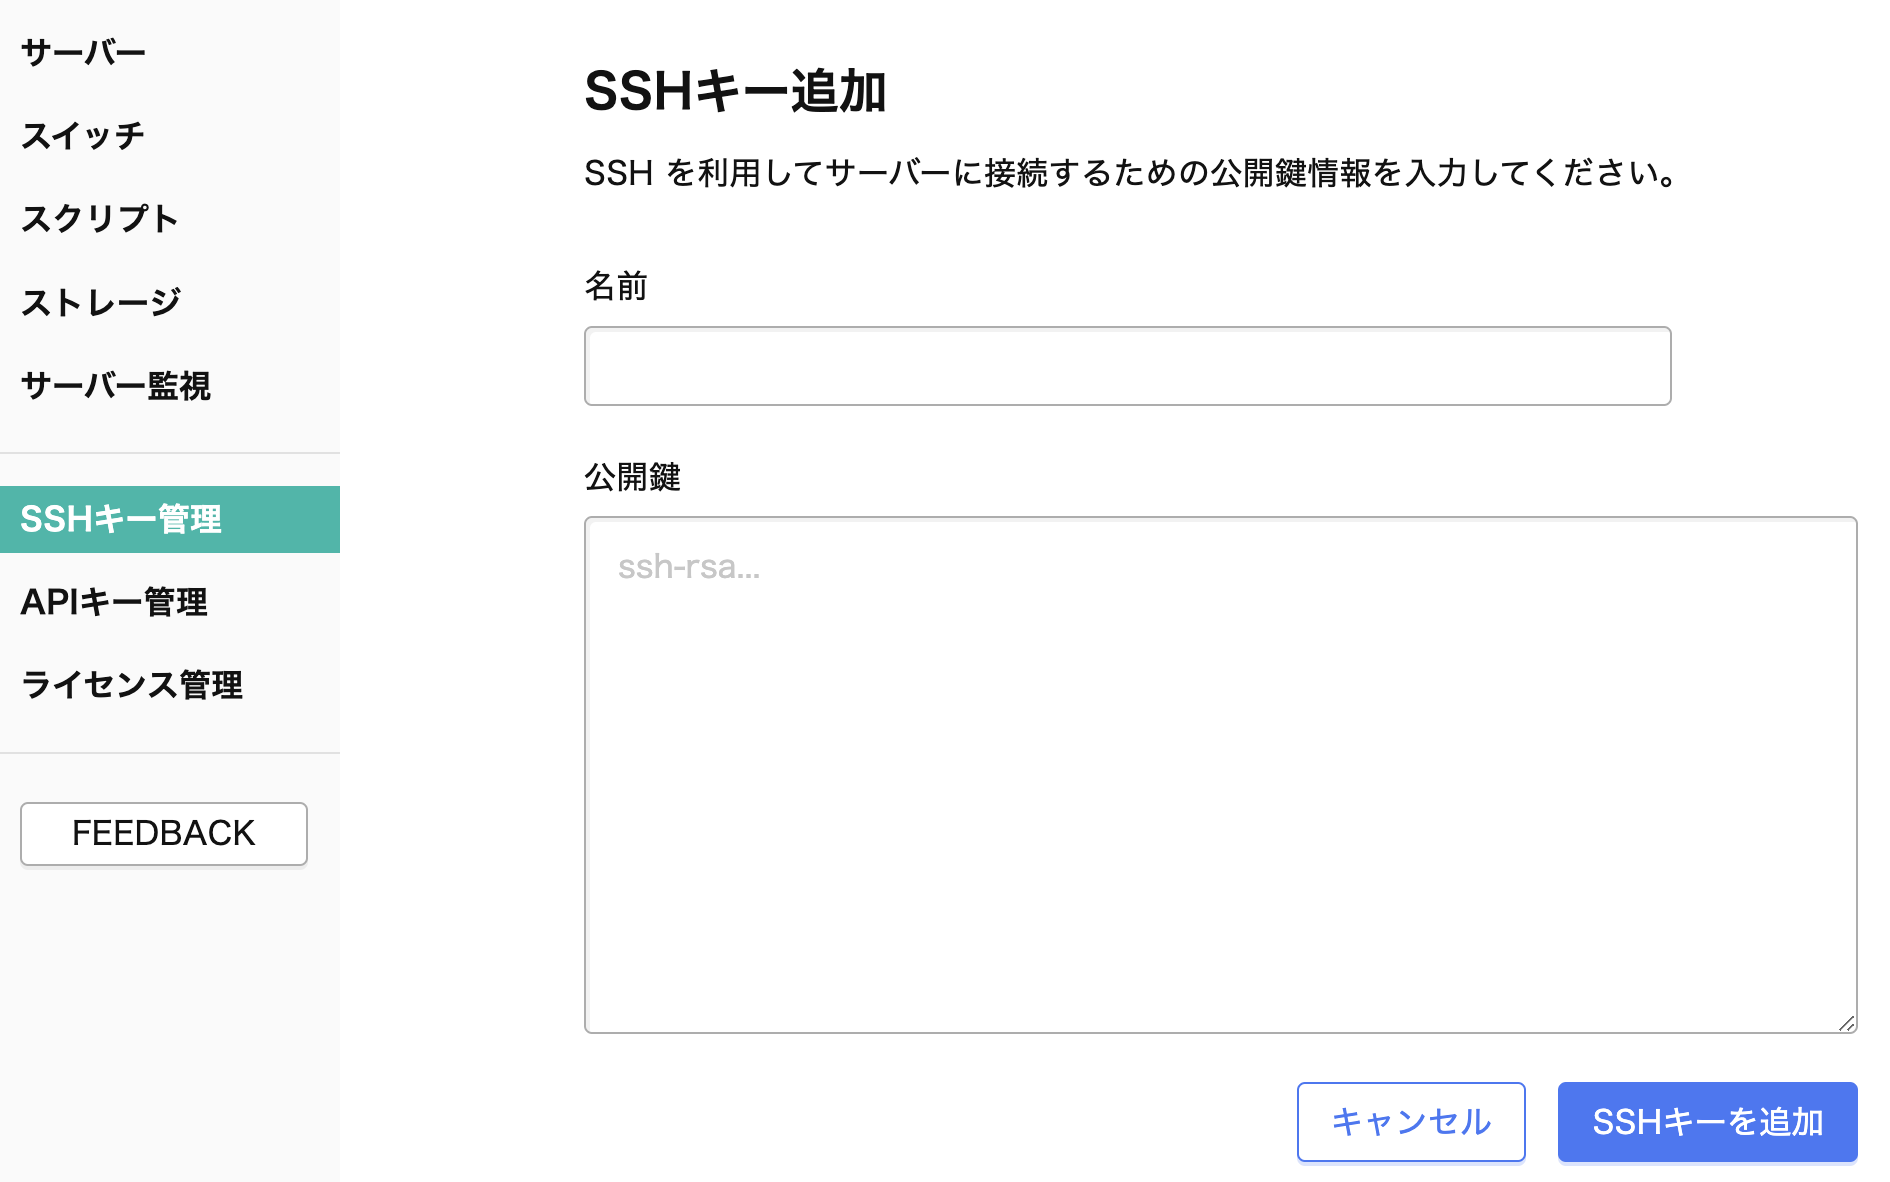 サーバー
スイッチ
スクリプト
ストレージ
サーバー監視
SSHキー管理
APIキー管理
ライセンス管理
FEEDBACK
SSHキー追加
SSH を利用してサーバーに接続するための公開鍵情報を入力してください。
名前
公開鍵
ssh-rsa...
キャンセル
SSHキーを追加